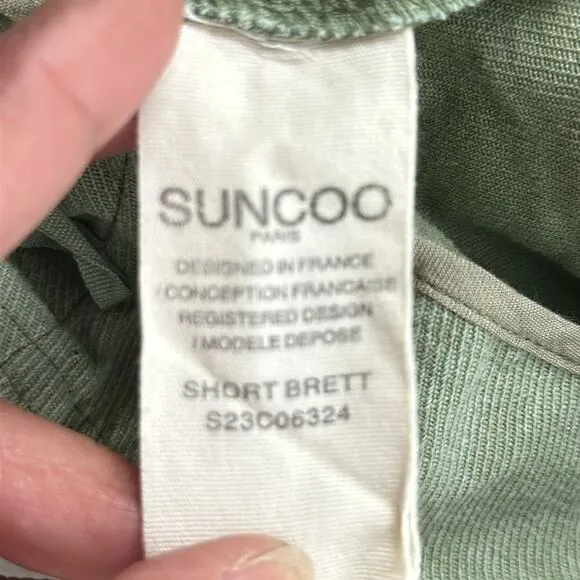 SUNCOO
PARIS
DESIGNED IN FRANCE
/ CONCEPTION FRANCAISE
REGISTERED DESIGN
/ MODELE DEPOSE
SHORT BRETT
S23C06324